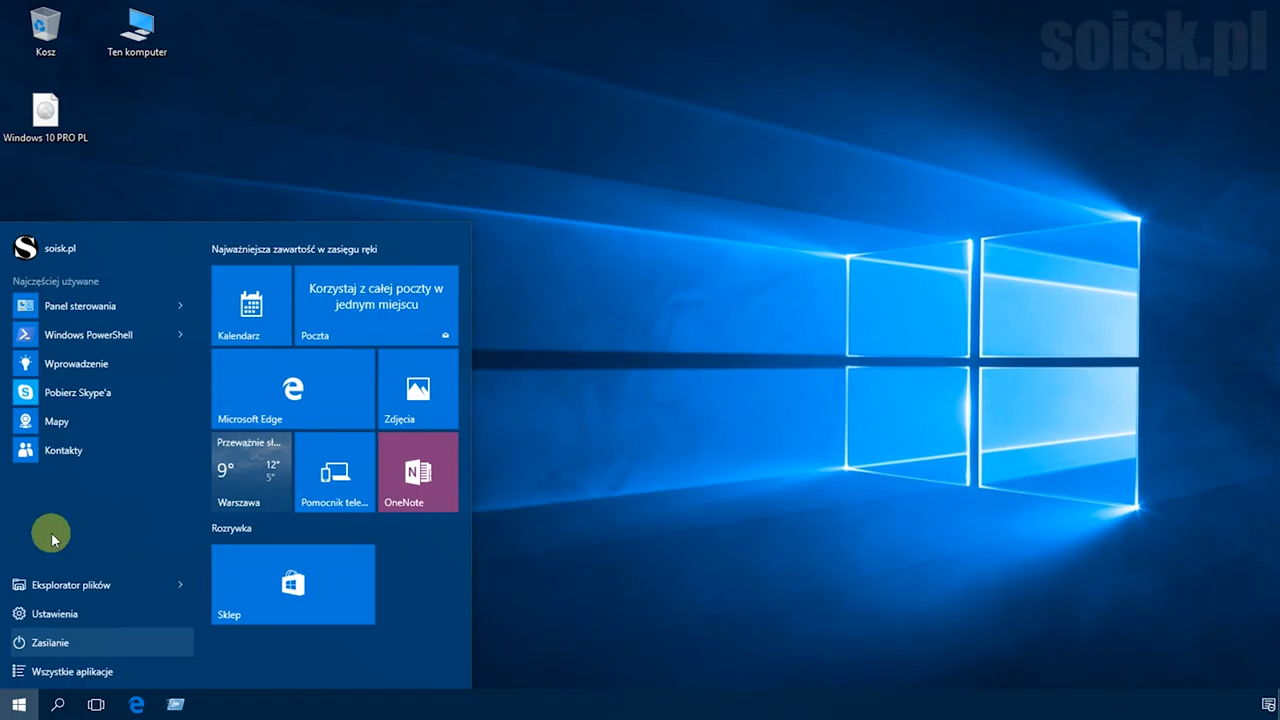 soisk.pl
Kosz
Ten komputer
Windows 10 PRO PL
soisk.pl
Najczęściej używane
Panel sterowania
Windows PowerShell
Wprowadzenie
Pobierz Skype'a
Mapy
Kontakty
Eksplorator plików
Ustawienia
Zasilanie
Wszystkie aplikacje
Najważniejsza zawartość w zasięgu ręki
Kalendarz
Korzystaj z całej poczty w
jednym miejscu
Poczta
Microsoft Edge
Zdjęcia
Przeważnie sł...
9°
12°
5°
Warszawa
Pomocnik tele...
N
OneNote
Rozrywka
Sklep